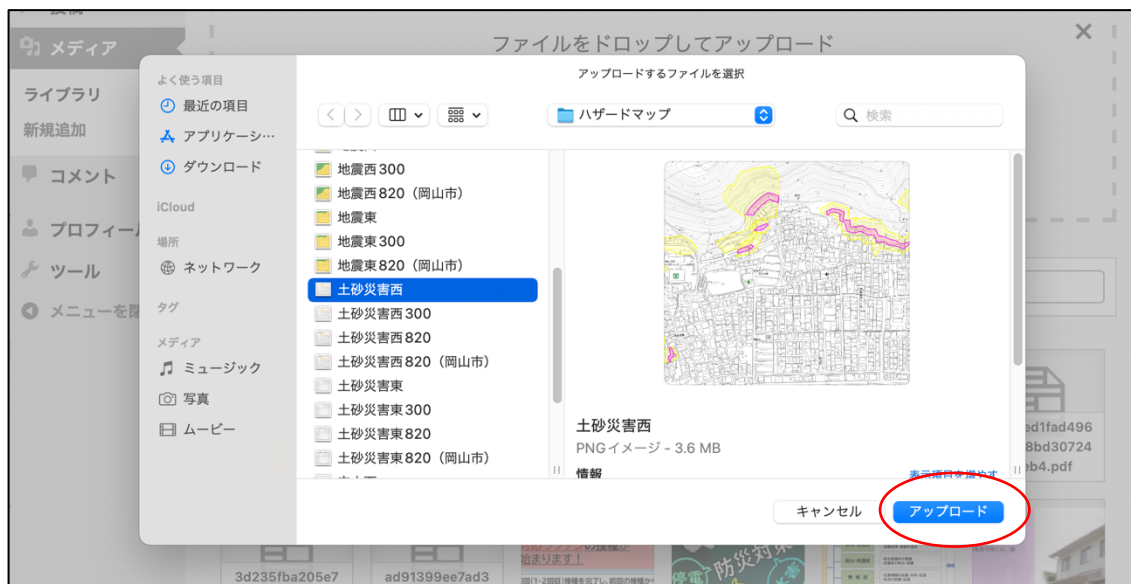 メディア
ファイルをドロップしてアップロード
ライブラリ
新規追加
コメント
プロフィー
ツール
メニューを閉
よく使う項目
最近の項目
アプリケーシ…
ダウンロード
iCloud
場所
ネットワーク
タグ
メディア
ミュージック
写真
ムービー
アップロードするファイルを選択
ハザードマップ
検索
地震西300
地震西820（岡山市）
地震東
地震東300
地震東820（岡山市）
土砂災害西
土砂災害西300
土砂災害西820
土砂災害西820（岡山市）
土砂災害東
土砂災害東300
土砂災害東820
土砂災害東820（岡山市）
土砂災害西
PNGイメージ - 3.6 MB
情報
表示項目を増やす
キャンセル
アップロード
ed1fad496
8bd30724
eb4.pdf
3d235fba205e7
ad91399ee7ad3
始まります！
停電
防災対策